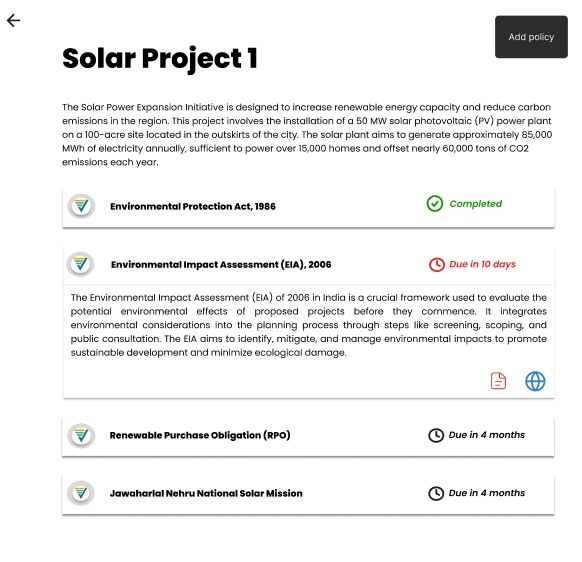 Add policy
Solar Project 1
The Solar Power Expansion Initiative is designed to increase renewable energy capacity and reduce carbon
emissions in the region. This project involves the installation of a 50 MW solar photovoltaic (PV) power plant
on a 100-acre site located in the outskirts of the city. The solar plant aims to generate approximately 85,000
MWh of electricity annually, sufficient to power over 15,000 homes and offset nearly 60,000 tons of CO2
emissions each year.
Environmental Protection Act, 1986
Completed
Environmental Impact Assessment (EIA), 2006
Due in 10 days
The Environmental Impact Assessment (EIA) of 2006 in India is a crucial framework used to evaluate the
potential environmental effects of proposed projects before they commence. It integrates
environmental considerations into the planning process through steps like screening, scoping, and
public consultation. The EIA aims to identify, mitigate, and manage environmental impacts to promote
sustainable development and minimize ecological damage.
Renewable Purchase Obligation (RPO)
Due in 4 months
Jawaharlal Nehru National Solar Mission
Due in 4 months